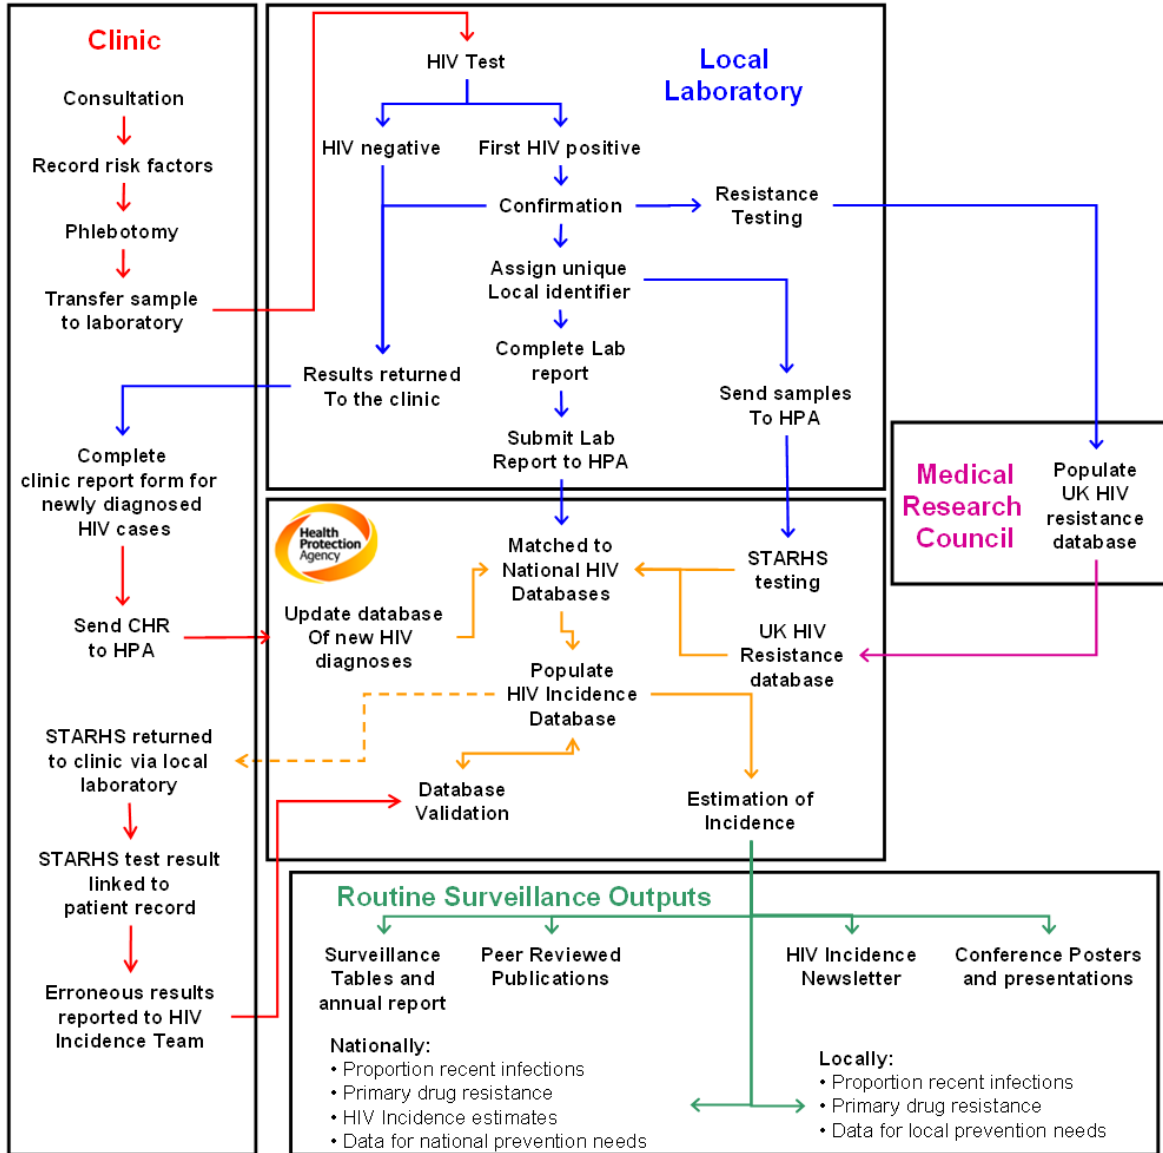 Clinic
Consultation
Record risk factors
Phlebotomy
Transfer sample
to laboratory
Complete
clinic report form for
newly diagnosed
HIV cases
Send CHR
to HPA
STARHS returned
to clinic via local
laboratory
STARHS test result
linked to
patient record
Erroneous results
reported to HIV
Incidence Team
Local
Laboratory
HIV Test
HIV negative
First HIV positive
Confirmation
Resistance
Testing
Assign unique
Local identifier
Complete Lab
report
Results returned
To the clinic
Send samples
To HPA
Submit Lab
Report to HPA
Medical
Research
Council
Populate
UK HIV
resistance
database
Health
Protection
Agency
Matched to
National HIV
Databases
STARHS
testing
Update database
Of new HIV
diagnoses
UK HIV
Resistance
database
Populate
HIV Incidence
Database
Database
Validation
Estimation of
Incidence
Routine Surveillance Outputs
Surveillance
Tables and
annual report
Peer Reviewed
Publications
HIV Incidence
Newsletter
Conference Posters
and presentations
Nationally:
• Proportion recent infections
• Primary drug resistance
• HIV Incidence estimates
• Data for national prevention needs
Locally:
• Proportion recent infections
• Primary drug resistance
• Data for local prevention needs